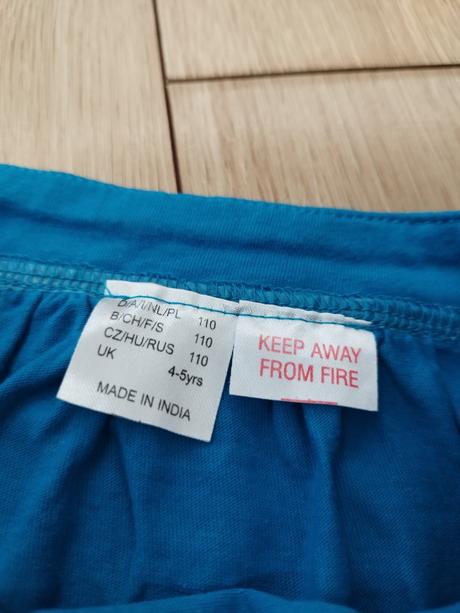 D/A/I/NL/PL 110
B/CH/F/S 110
CZ/HU/RUS 110
UK 4-5yrs
MADE IN INDIA
KEEP AWAY
FROM FIRE